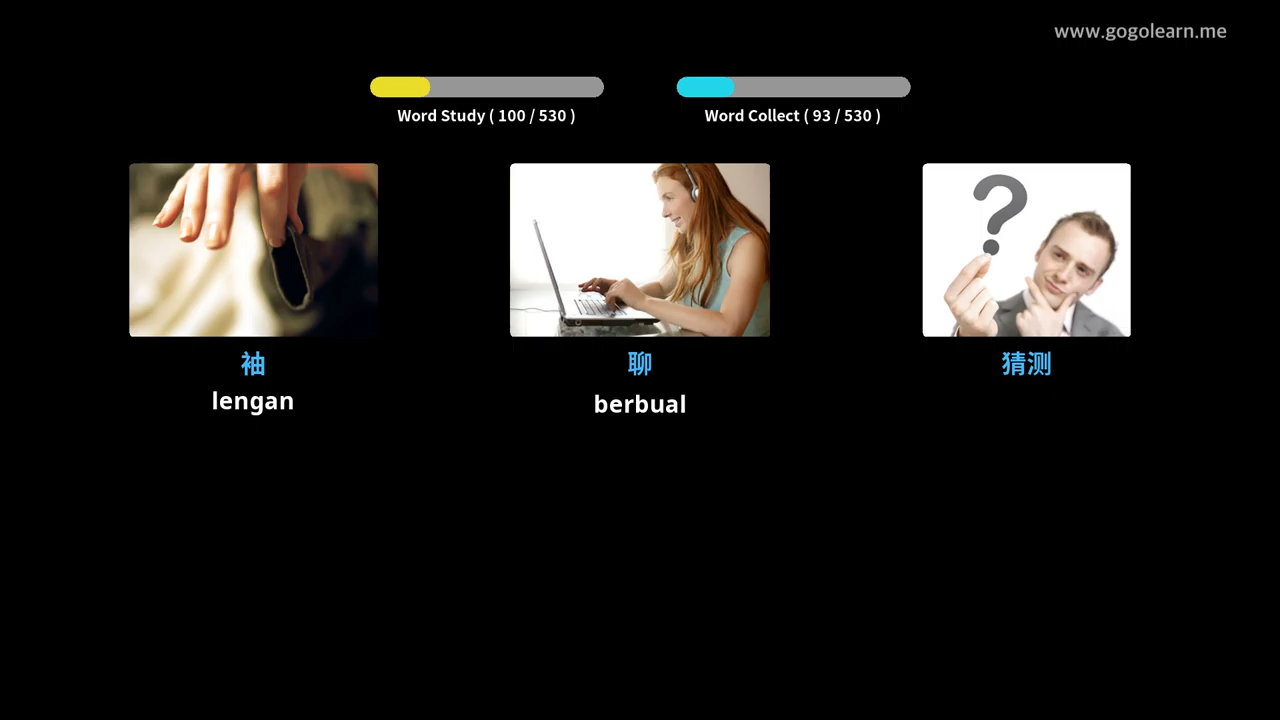 www.gogolearn.me
Word Study ( 100 / 530 )
Word Collect ( 93 / 530 )
袖
聊
猜测
lengan
berbual